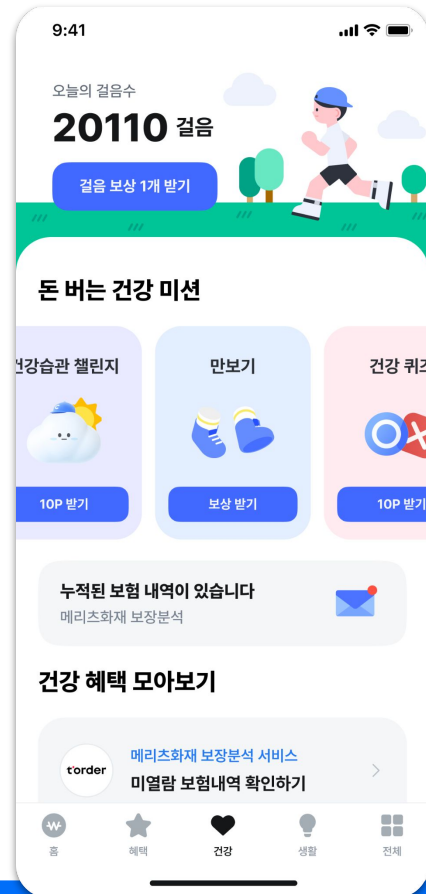 9:41
오늘의 걸음수
20110 걸음
걸음 보상 1개 받기
돈 버는 건강 미션
건강습관 챌린지
만보기
건강 퀴즈
10P 받기
보상 받기
10P 받기
누적된 보험 내역이 있습니다
메리츠화재 보장분석
건강 혜택 모아보기
t'order
메리츠화재 보장분석 서비스
미열람 보험내역 확인하기
홈
혜택
건강
생활
전체